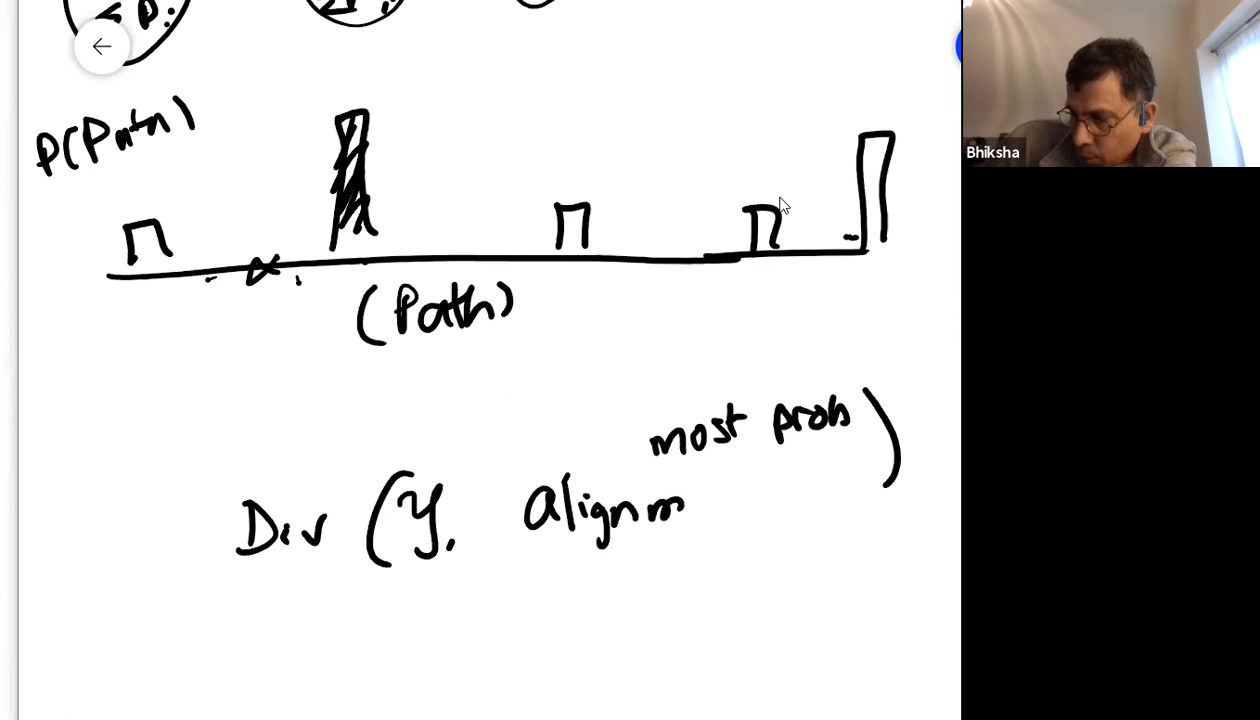 P(Path)
(Path)
most prob)
Div (Y, alignm
Bhiksha